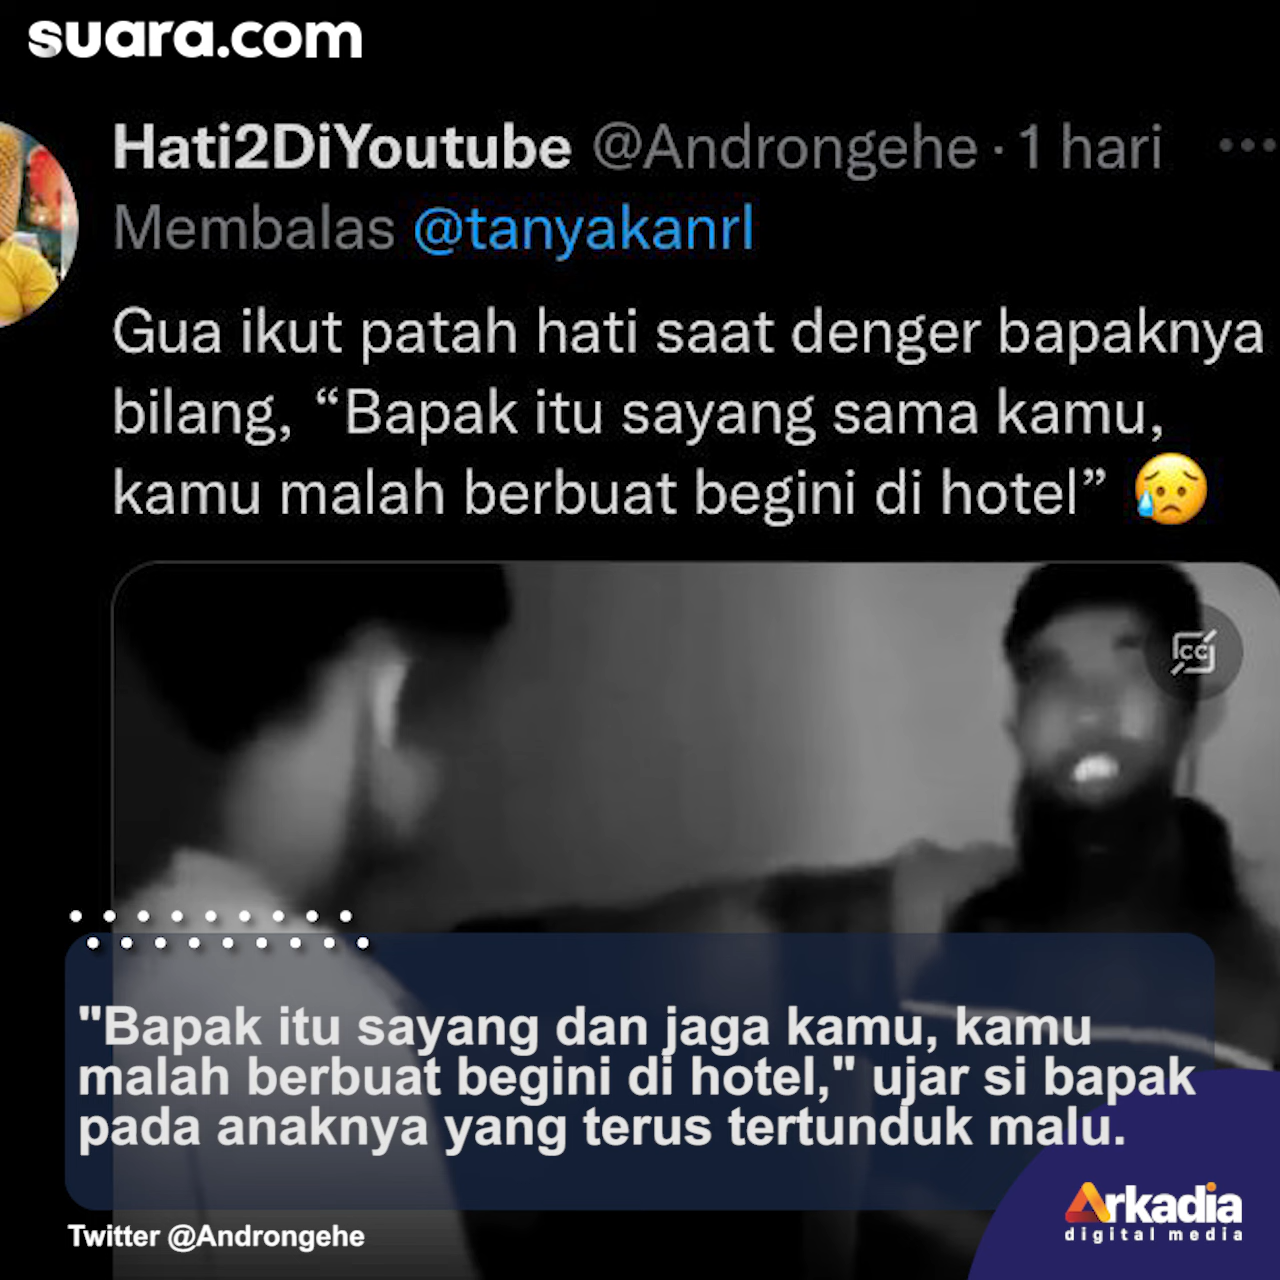 suara.com
Hati2DiYoutube @Androngehe · 1 hari ...
Membalas @tanyakanrl
Gua ikut patah hati saat denger bapaknya
bilang, “Bapak itu sayang sama kamu,
kamu malah berbuat begini di hotel” 😥
CC
"Bapak itu sayang dan jaga kamu, kamu
malah berbuat begini di hotel," ujar si bapak
pada anaknya yang terus tertunduk malu.
Twitter @Androngehe
Arkadia
digital media